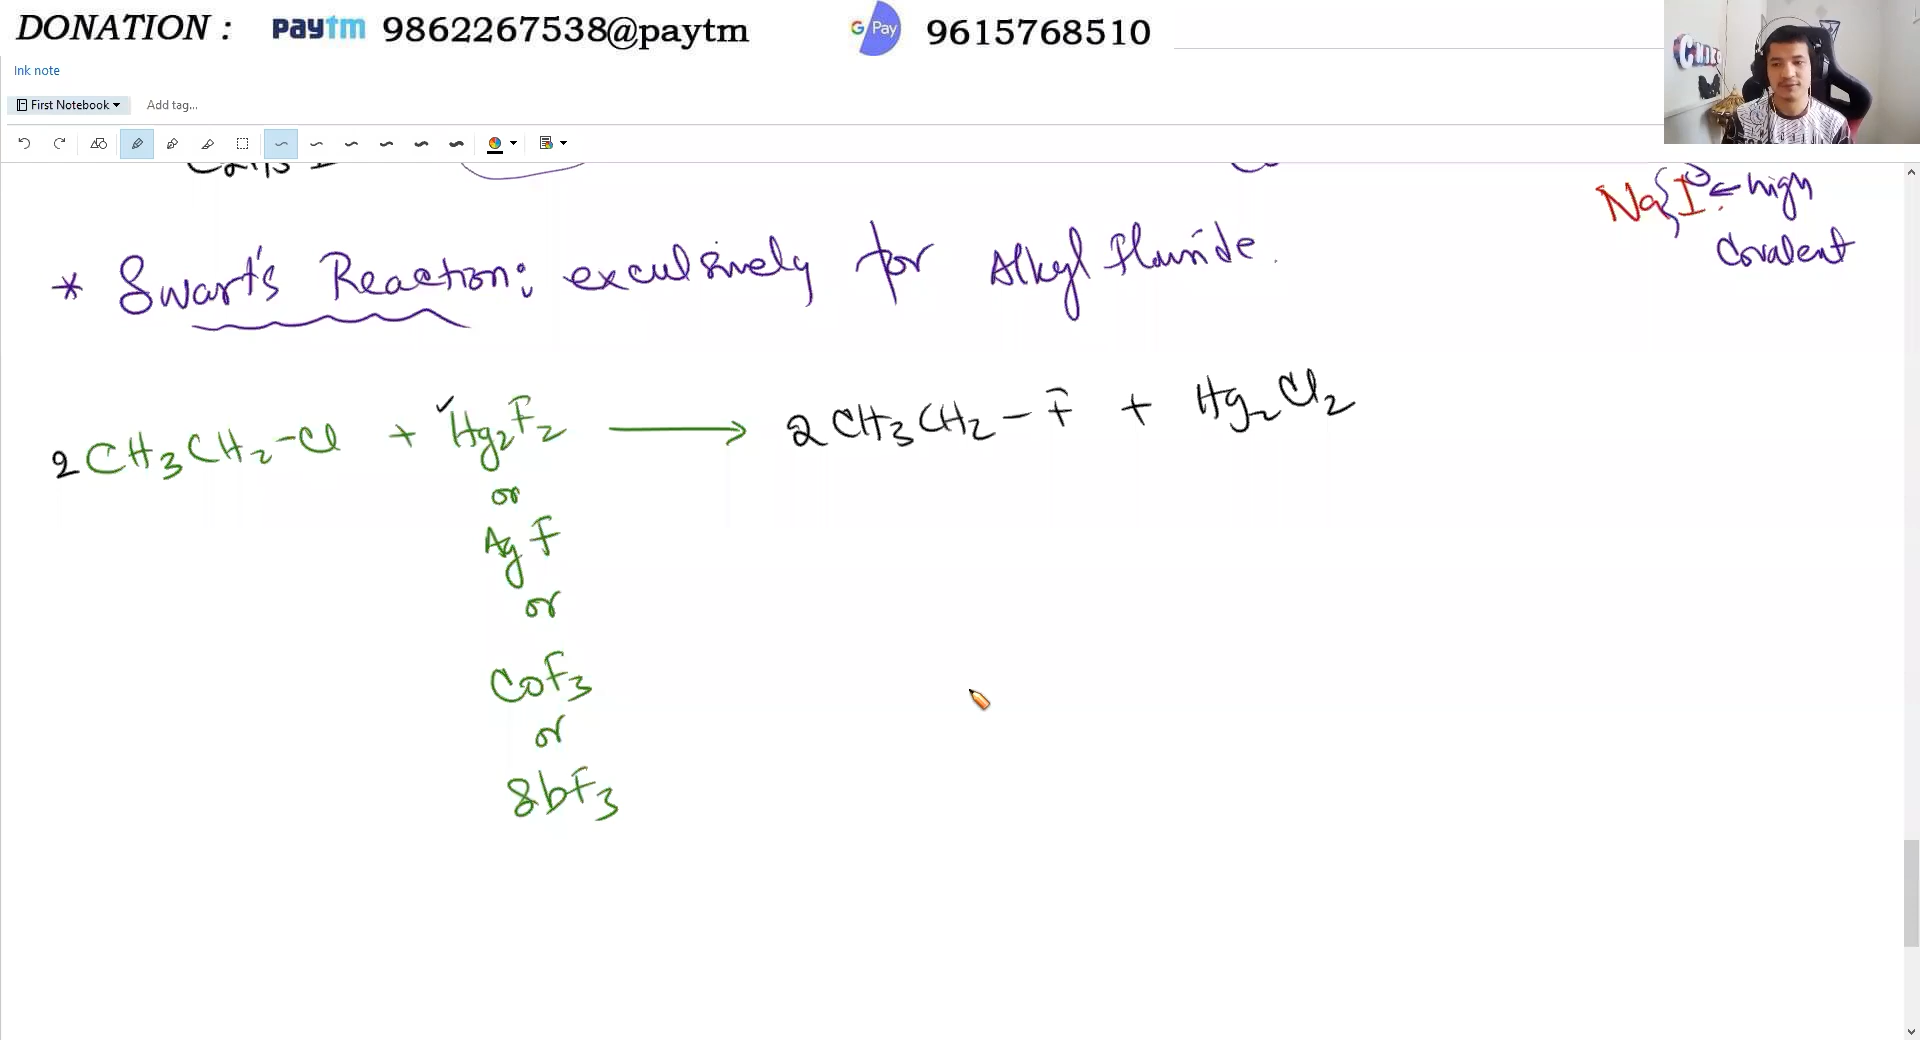 DONATION : paytm 9862267538@paytm G Pay 9615768510
Ink note
First Notebook Add tag...
Na I ← high
Covalent
* Swart's Reaction: exculsively for Alkyl Fluoride.
2CH3CH2-Cl + Hg2F2 → 2CH3CH2-F + Hg2Cl2
or
AgF
or
CoF3
or
SbF3